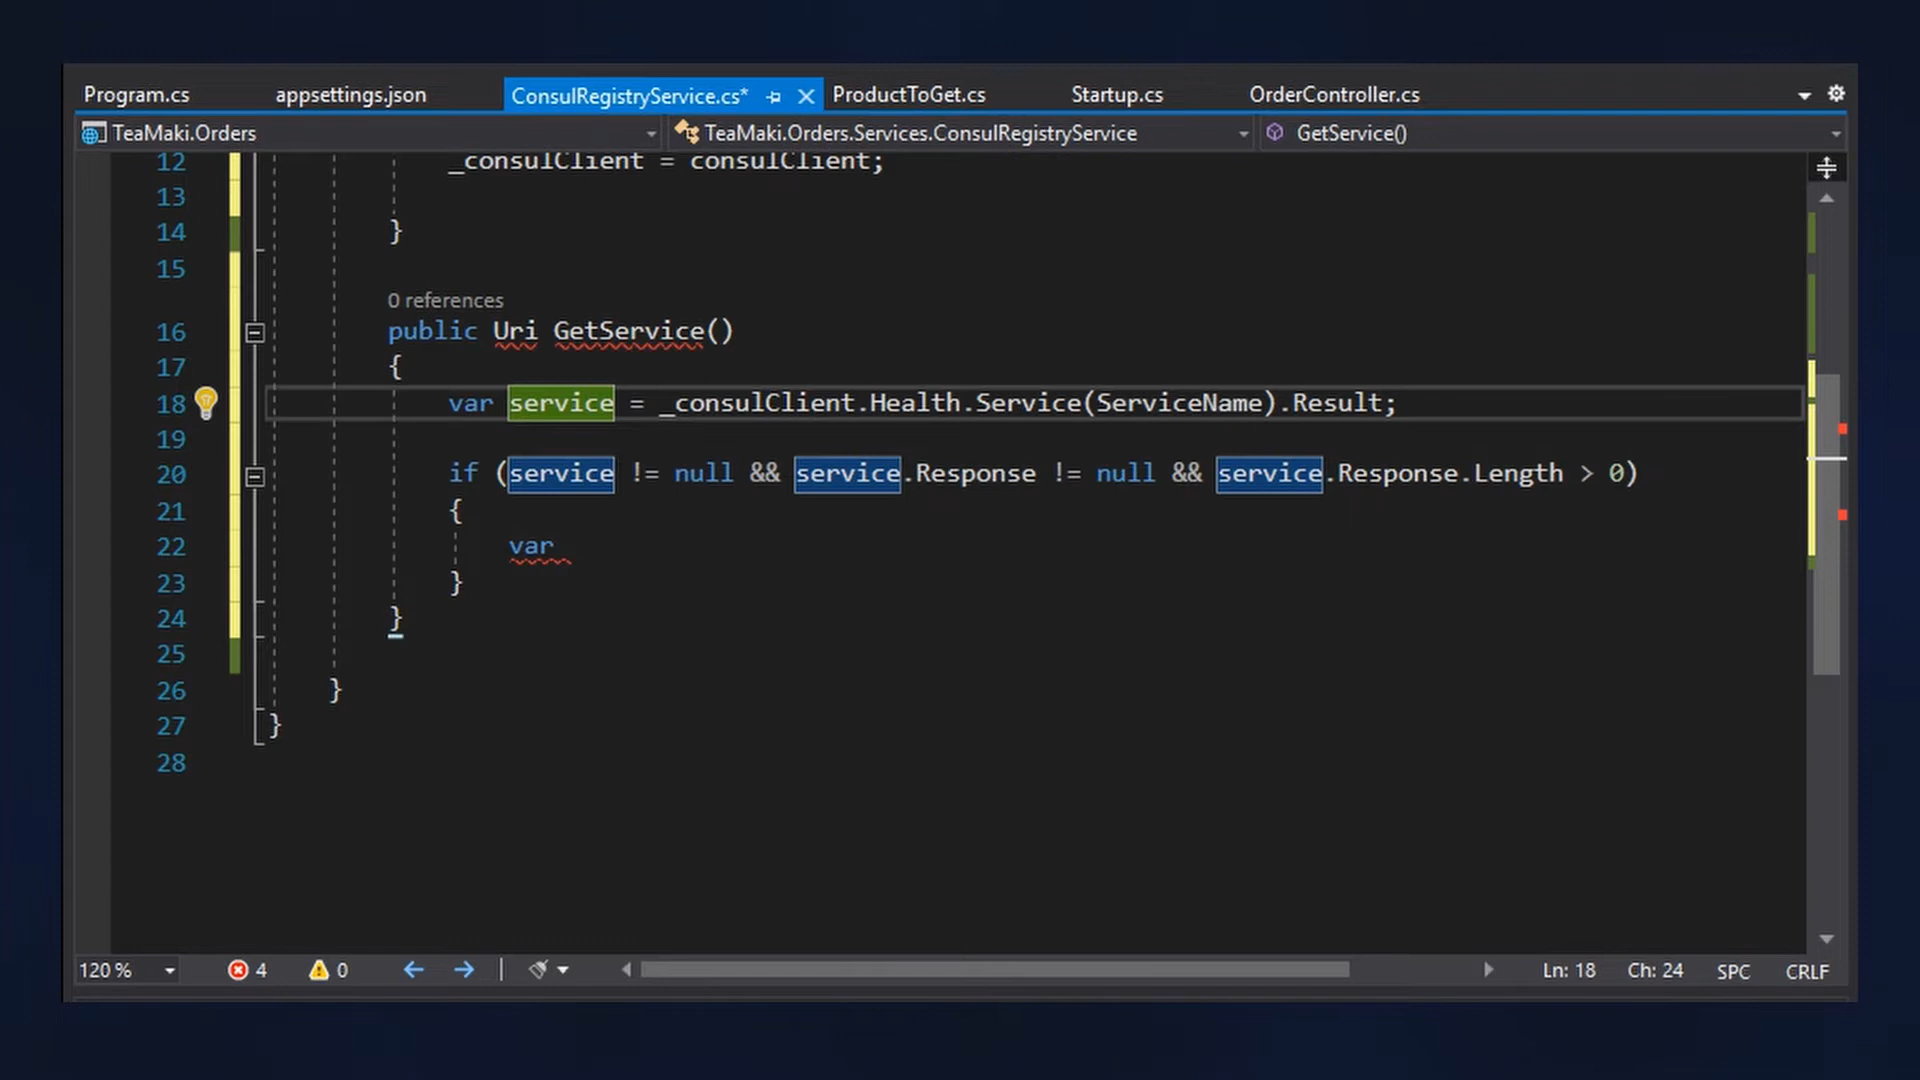 Program.cs appsettings.json ConsulRegistryService.cs* ProductToGet.cs Startup.cs OrderController.cs
TeaMaki.Orders TeaMaki.Orders.Services.ConsulRegistryService GetService()
12 _consulClient = consulClient;
13
14 }
15
0 references
16 public Uri GetService()
17 {
18 var service = _consulClient.Health.Service(ServiceName).Result;
19
20 if (service != null && service.Response != null && service.Response.Length > 0)
21 {
22 var
23 }
24 }
25
26 }
27 }
28
120 % 4 0 Ln: 18 Ch: 24 SPC CRLF